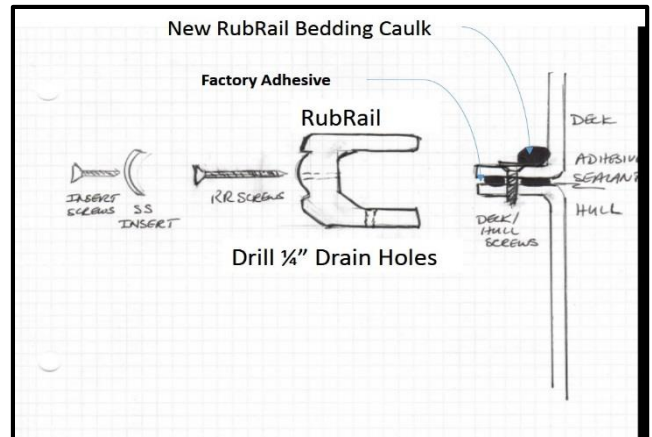 New RubRail Bedding Caulk
Factory Adhesive
RubRail
DECK
ADHESIVE
SEALANT
HULL
INSERT
SCREWS
SS
INSERT
RR SCREWS
DECK/
HULL
SCREWS
Drill ¼” Drain Holes